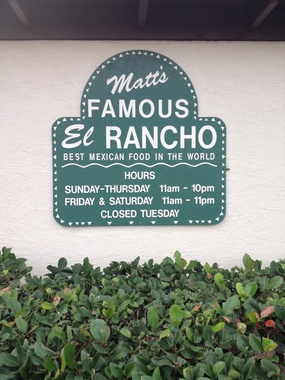 Matt's
FAMOUS
El RANCHO
BEST MEXICAN FOOD IN THE WORLD
HOURS
SUNDAY-THURSDAY 11am - 10pm
FRIDAY & SATURDAY 11am - 11pm
CLOSED TUESDAY